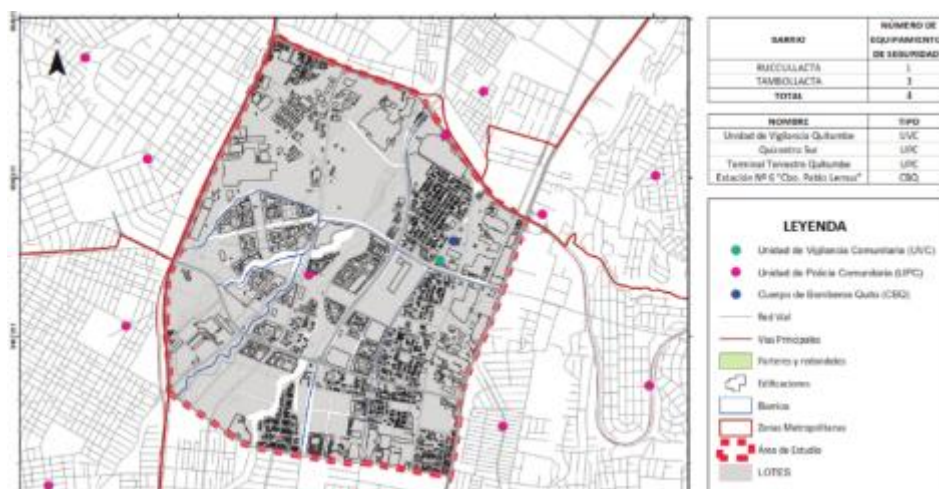 BARRIO
NÚMERO DE
EQUIPAMIENTO
DE SEGURIDAD
RUCCULLACTA 1
TAMBOLLACTA 3
TOTAL 4
NOMBRE TIPO
Unidad de Vigilancia Quitumbe UVC
Quicentro Sur UPC
Terminal Terrestre Quitumbe UPC
Estación Nº 6 "Cbo. Pablo Lemus" CBQ
LEYENDA
Unidad de Vigilancia Comunitaria (UVC)
Unidad de Policía Comunitaria (UPC)
Cuerpo de Bomberos Quito (CBQ)
Red Vial
Vías Principales
Parterres y redondeles
Edificaciones
Barrios
Zonas Metropolitanas
Área de Estudio
LOTES